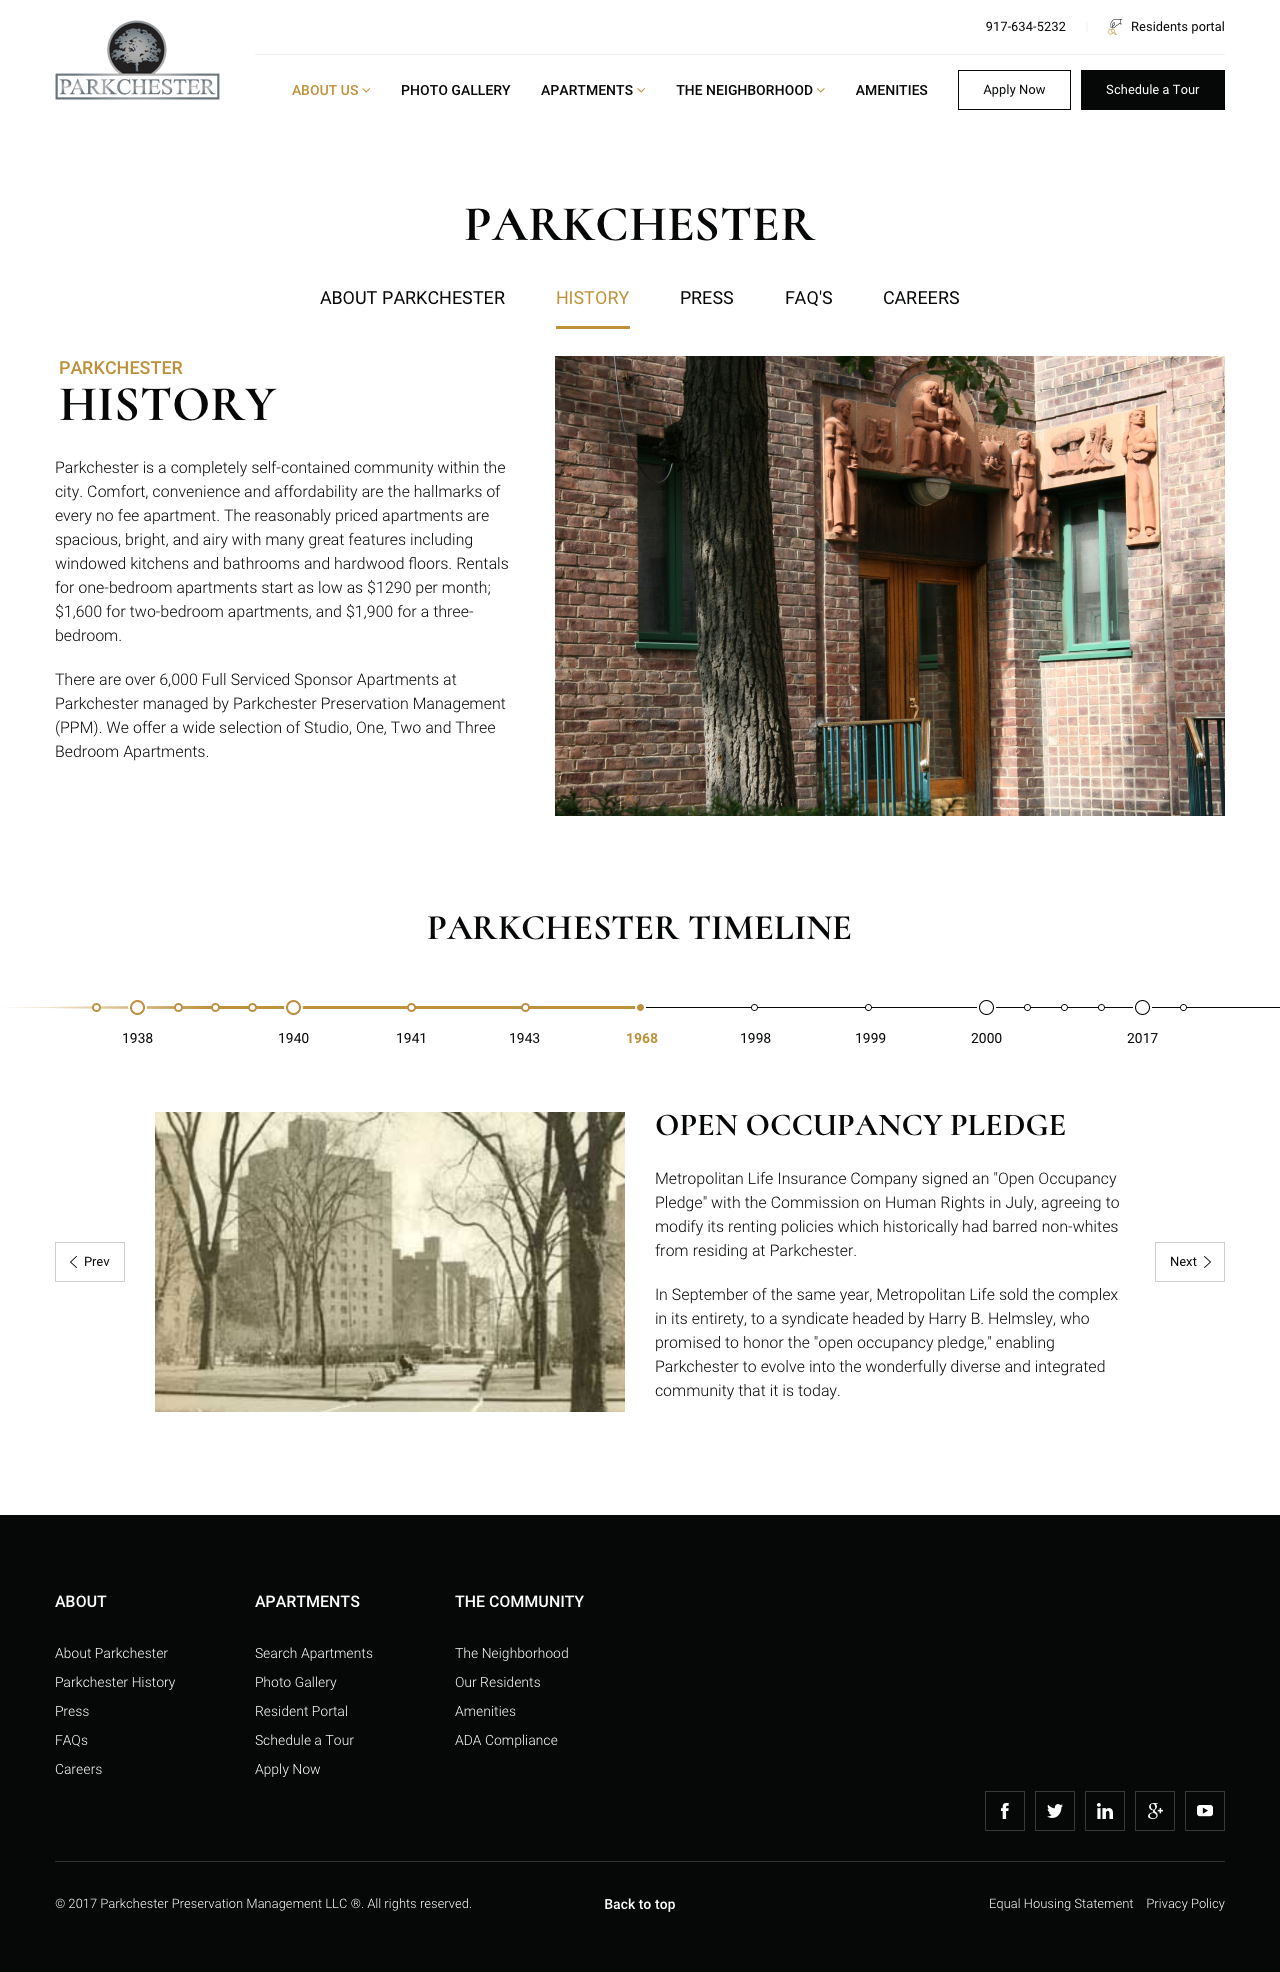 917-634-5232
Residents portal
PARKCHESTER
ABOUT US
PHOTO GALLERY
APARTMENTS
THE NEIGHBORHOOD
AMENITIES
Apply Now
Schedule a Tour
PARKCHESTER
ABOUT PARKCHESTER
HISTORY
PRESS
FAQ'S
CAREERS
PARKCHESTER
HISTORY
Parkchester is a completely self-contained community within the
city. Comfort, convenience and affordability are the hallmarks of
every no fee apartment. The reasonably priced apartments are
spacious, bright, and airy with many great features including
windowed kitchens and bathrooms and hardwood floors. Rentals
for one-bedroom apartments start as low as $1290 per month;
$1,600 for two-bedroom apartments, and $1,900 for a three-
bedroom.
There are over 6,000 Full Serviced Sponsor Apartments at
Parkchester managed by Parkchester Preservation Management
(PPM). We offer a wide selection of Studio, One, Two and Three
Bedroom Apartments.
PARKCHESTER TIMELINE
1938
1940
1941
1943
1968
1998
1999
2000
2017
OPEN OCCUPANCY PLEDGE
Metropolitan Life Insurance Company signed an "Open Occupancy
Pledge" with the Commission on Human Rights in July, agreeing to
modify its renting policies which historically had barred non-whites
from residing at Parkchester.
Prev
Next
In September of the same year, Metropolitan Life sold the complex
in its entirety, to a syndicate headed by Harry B. Helmsley, who
promised to honor the "open occupancy pledge," enabling
Parkchester to evolve into the wonderfully diverse and integrated
community that it is today.
ABOUT
About Parkchester
Parkchester History
Press
FAQs
Careers
APARTMENTS
Search Apartments
Photo Gallery
Resident Portal
Schedule a Tour
Apply Now
THE COMMUNITY
The Neighborhood
Our Residents
Amenities
ADA Compliance
© 2017 Parkchester Preservation Management LLC ®. All rights reserved.
Back to top
Equal Housing Statement
Privacy Policy